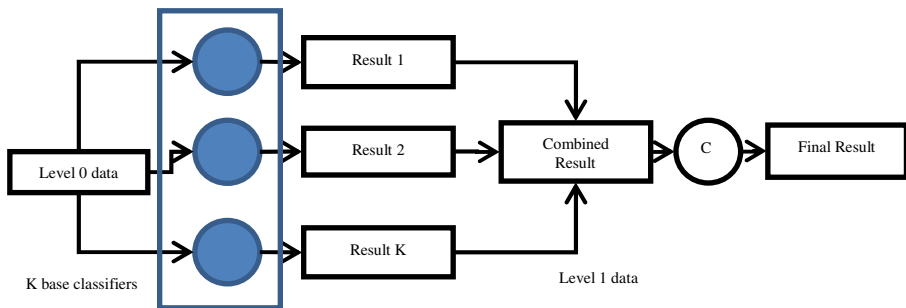 Result 1
Level 0 data
Result 2
Combined
Result
C
Final Result
Result K
K base classifiers
Level 1 data